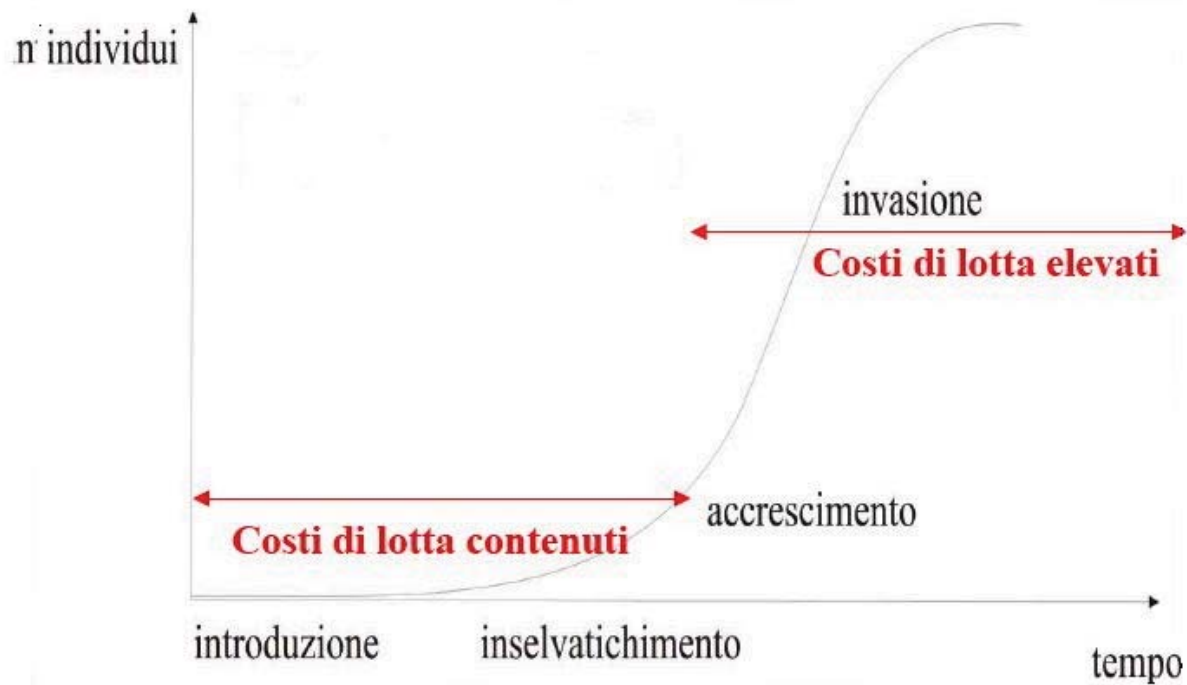 n° individui
invasione
Costi di lotta elevati
accrescimento
Costi di lotta contenuti
introduzione
inselvatichimento
tempo